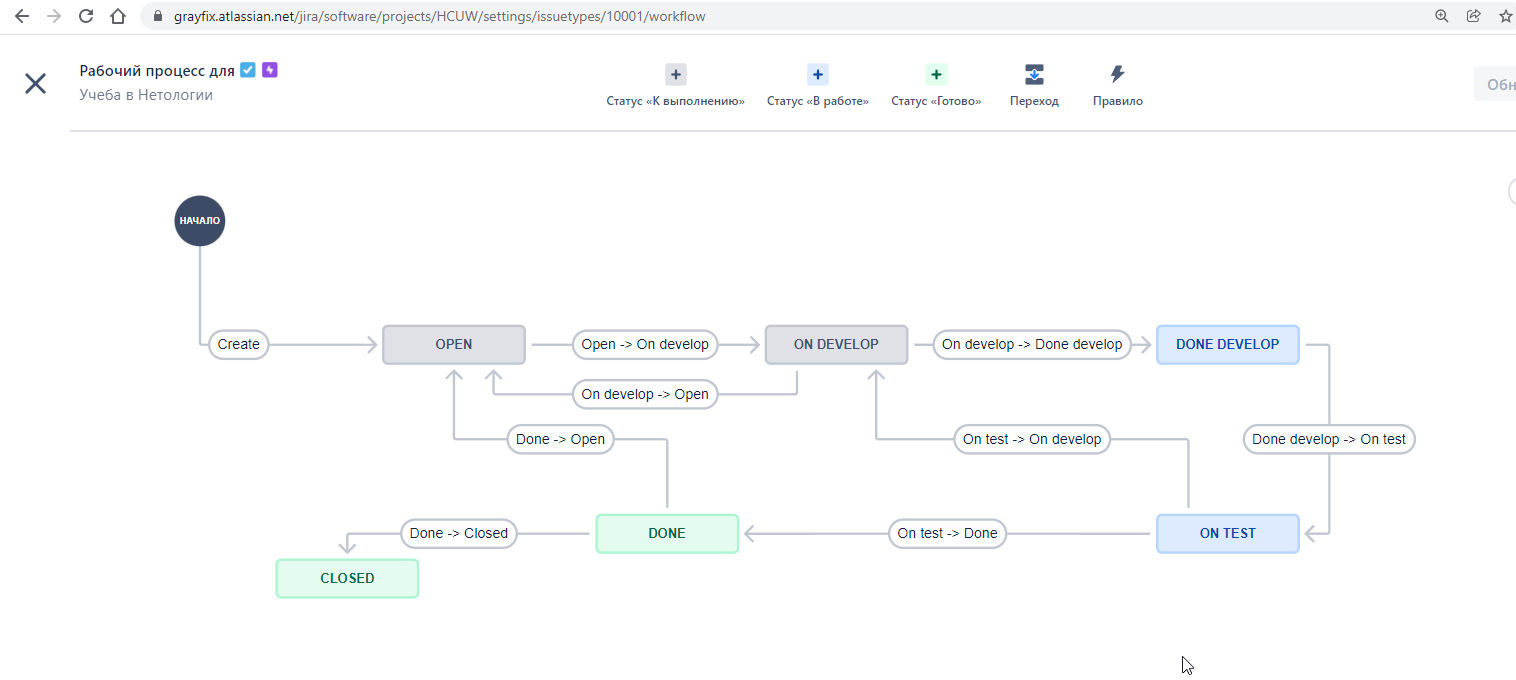 grayfix.atlassian.net/jira/software/projects/HCUW/settings/issuetypes/10001/workflow
Рабочий процесс для
Учеба в Нетологии
Статус «К выполнению»
Статус «В работе»
Статус «Готово»
Переход
Правило
Обн
НАЧАЛО
Create
OPEN
Open -> On develop
ON DEVELOP
On develop -> Done develop
DONE DEVELOP
On develop -> Open
Done -> Open
On test -> On develop
Done develop -> On test
Done -> Closed
DONE
On test -> Done
ON TEST
CLOSED